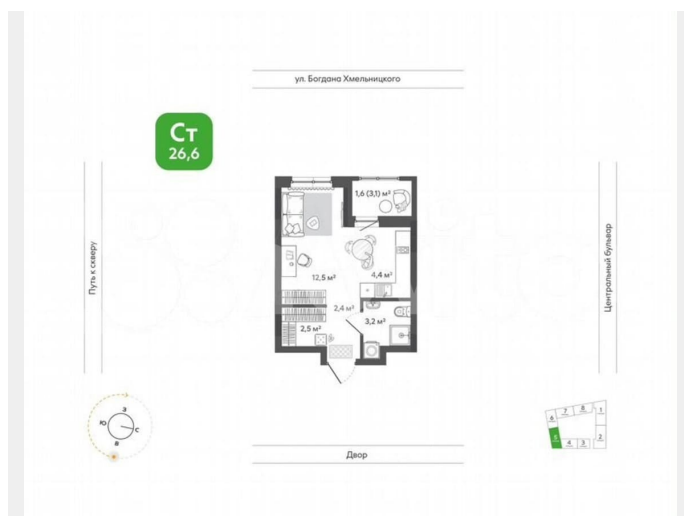 ул. Богдана Хмельницкого
Ст
26,6
1,6 (3,1) м²
Путь к скверу
Центральный бульвар
12,5 м²
4,4 м²
2,4 м²
3,2 м²
2,5 м²
З
Ю
С
В
6
7
8
1
5
4
3
2
Двор